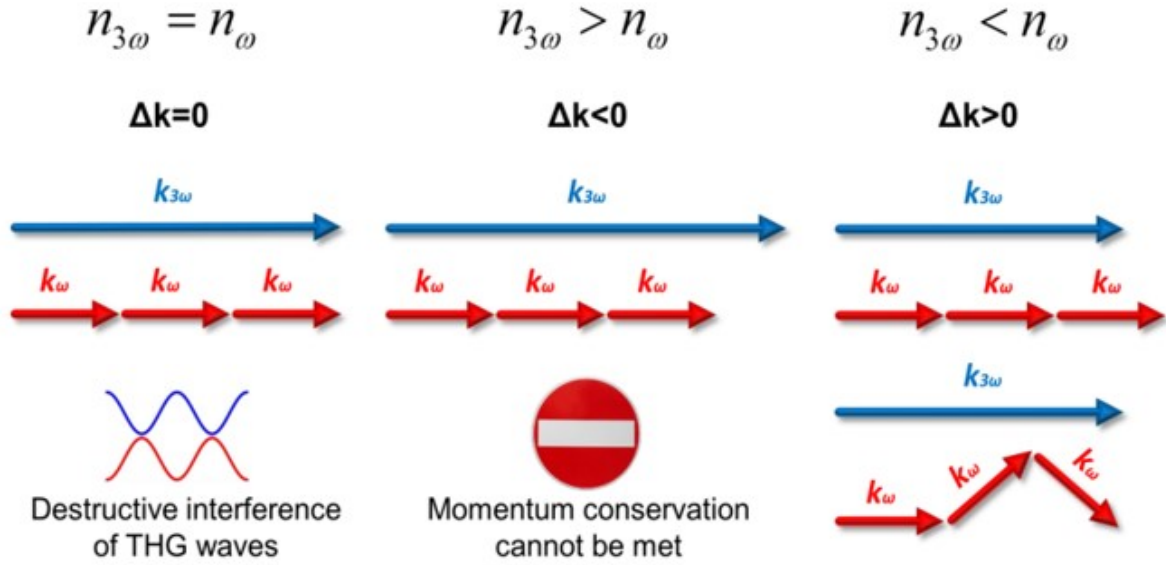 n3ω = nω
n3ω > nω
n3ω < nω
Δk=0
Δk<0
Δk>0
k3ω
k3ω
k3ω
kω kω kω
kω kω kω
kω kω kω
k3ω
kω kω kω
Destructive interference
of THG waves
Momentum conservation
cannot be met